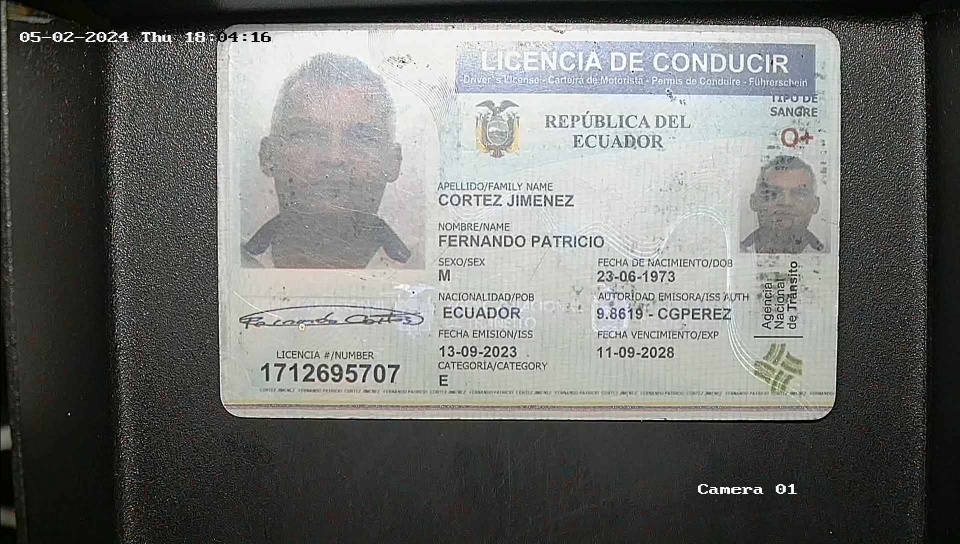 05-02-2024 Thu 18:04:16
LICENCIA DE CONDUCIR
Driver's License - Carteira de Motorista - Permis de Conduire - Führerschein
REPÚBLICA DEL
ECUADOR
TIPO DE
SANGRE
O+
APELLIDO/FAMILY NAME
CORTEZ JIMENEZ
NOMBRE/NAME
FERNANDO PATRICIO
SEXO/SEX
M
FECHA DE NACIMIENTO/DOB
23-06-1973
NACIONALIDAD/POB
ECUADOR
AUTORIDAD EMISORA/ISS AUTH
9.8619 - CGPEREZ
FECHA EMISIÓN/ISS
13-09-2023
FECHA VENCIMIENTO/EXP
11-09-2028
CATEGORIA/CATEGORY
E
Fernando Cortez
LICENCIA #/NUMBER
1712695707
Agencia
Nacional
de Tránsito
Camera 01